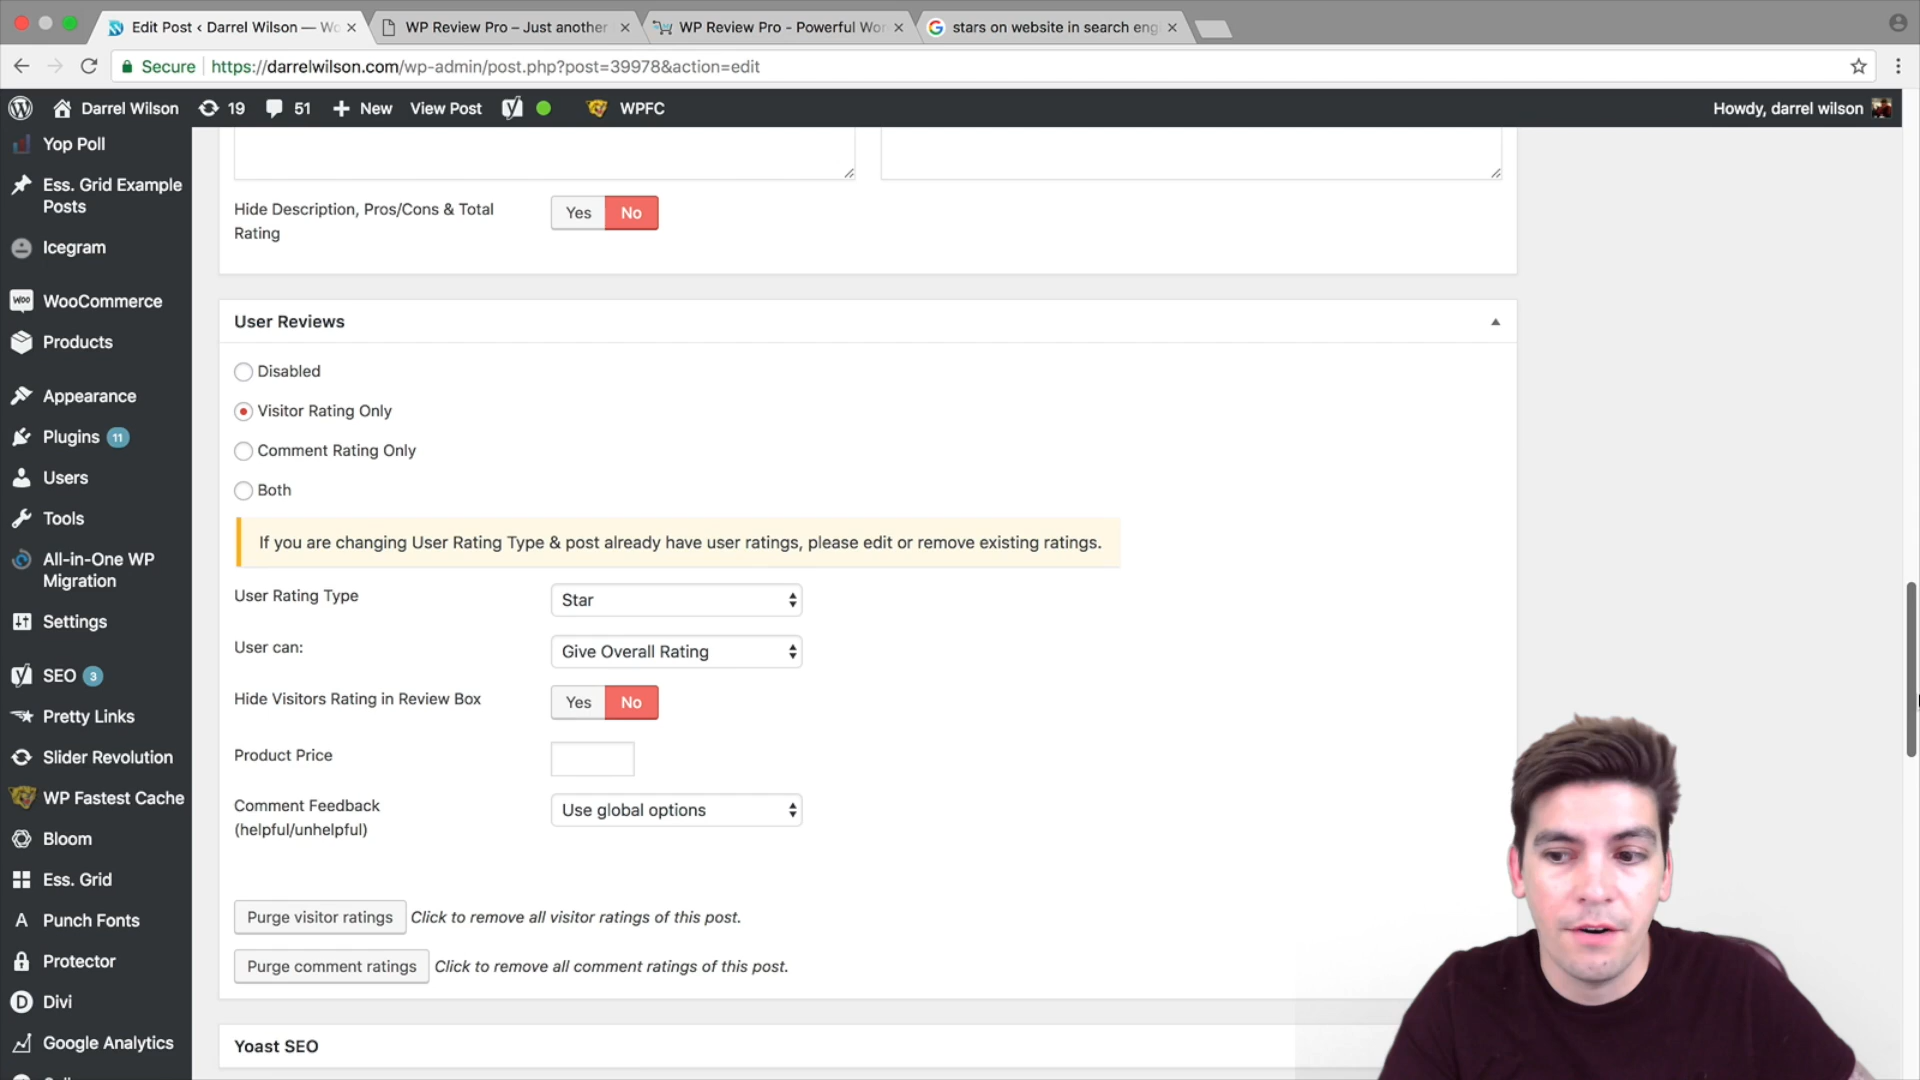 Edit Post ‹ Darrel Wilson — Wo
WP Review Pro – Just another
WP Review Pro - Powerful Wor
stars on website in search eng
Secure
https://darrelwilson.com/wp-admin/post.php?post=39978&action=edit
Darrel Wilson
19
51
New
View Post
WPFC
Howdy, darrel wilson
Yop Poll
Ess. Grid Example
Posts
Icegram
WooCommerce
Products
Appearance
Plugins 11
Users
Tools
All-in-One WP
Migration
Settings
SEO 3
Pretty Links
Slider Revolution
WP Fastest Cache
Bloom
Ess. Grid
Punch Fonts
Protector
Divi
Google Analytics
Hide Description, Pros/Cons & Total
Rating
Yes No
User Reviews
Disabled
Visitor Rating Only
Comment Rating Only
Both
If you are changing User Rating Type & post already have user ratings, please edit or remove existing ratings.
User Rating Type
Star
User can:
Give Overall Rating
Hide Visitors Rating in Review Box
Yes No
Product Price
Comment Feedback
(helpful/unhelpful)
Use global options
Purge visitor ratings Click to remove all visitor ratings of this post.
Purge comment ratings Click to remove all comment ratings of this post.
Yoast SEO